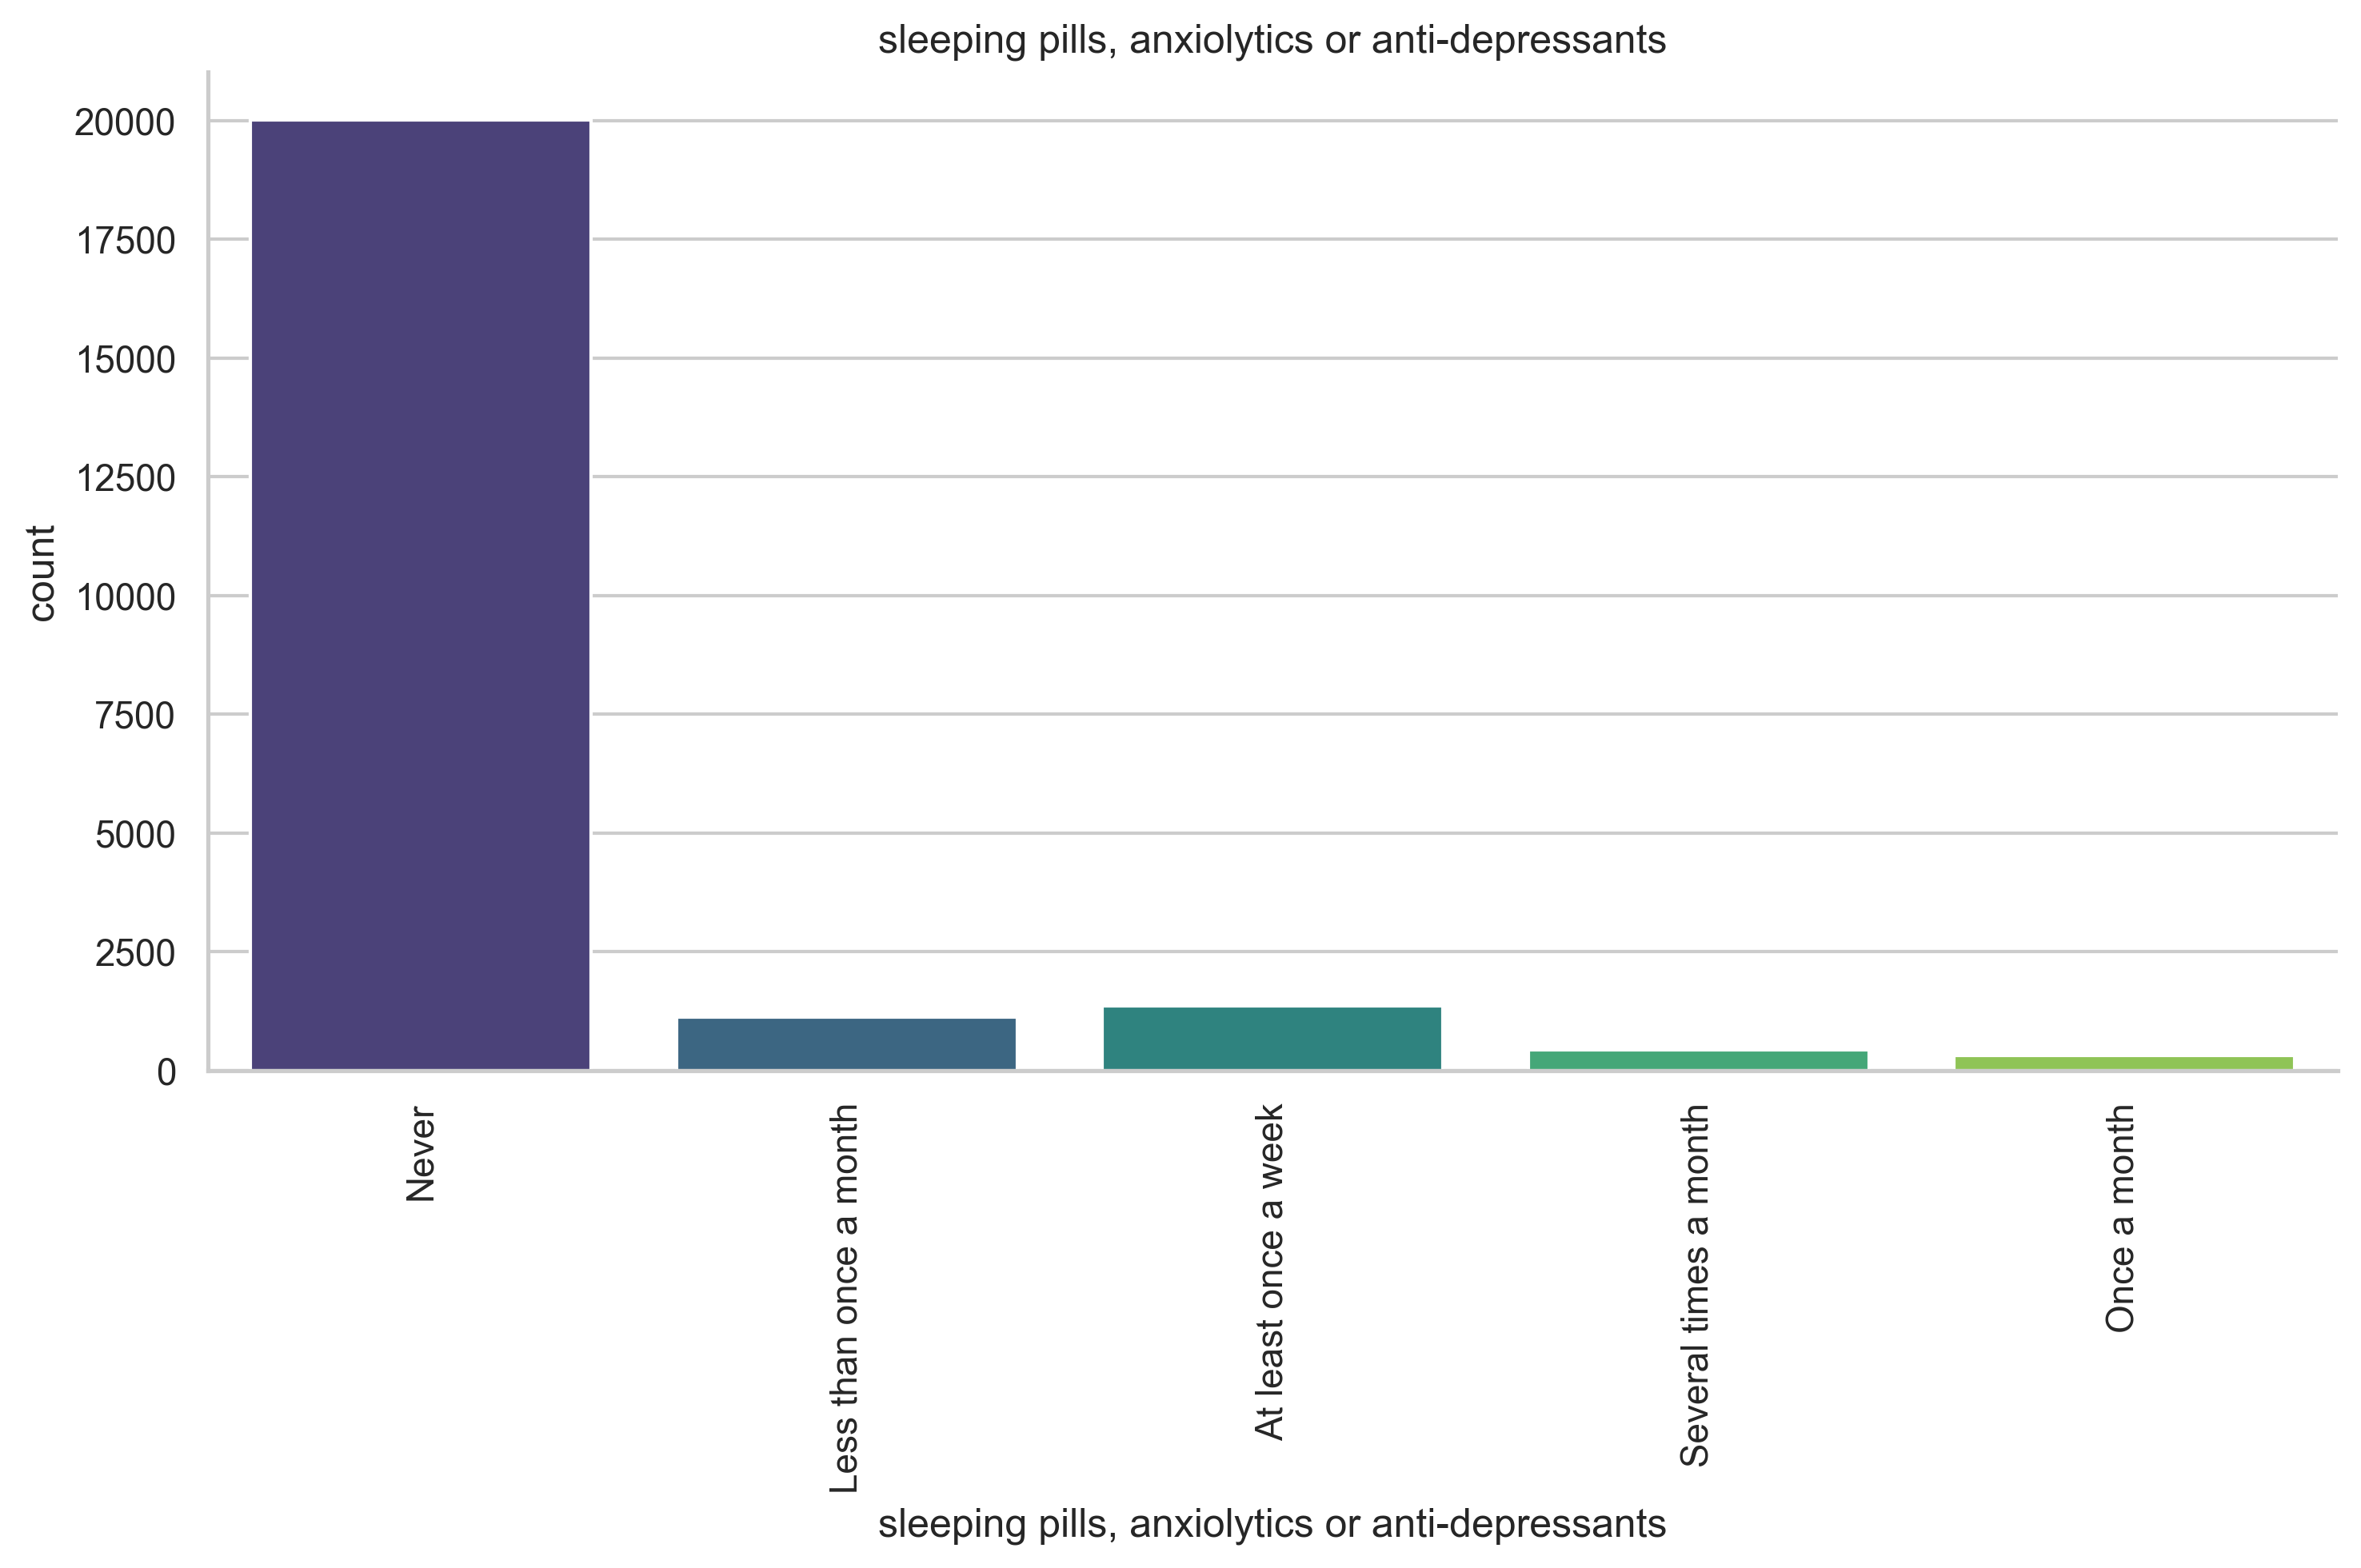 sleeping pills, anxiolytics or anti-depressants
20000
17500
15000
12500
10000
7500
5000
2500
0
count
Never
Less than once a month
At least once a week
Several times a month
Once a month
sleeping pills, anxiolytics or anti-depressants